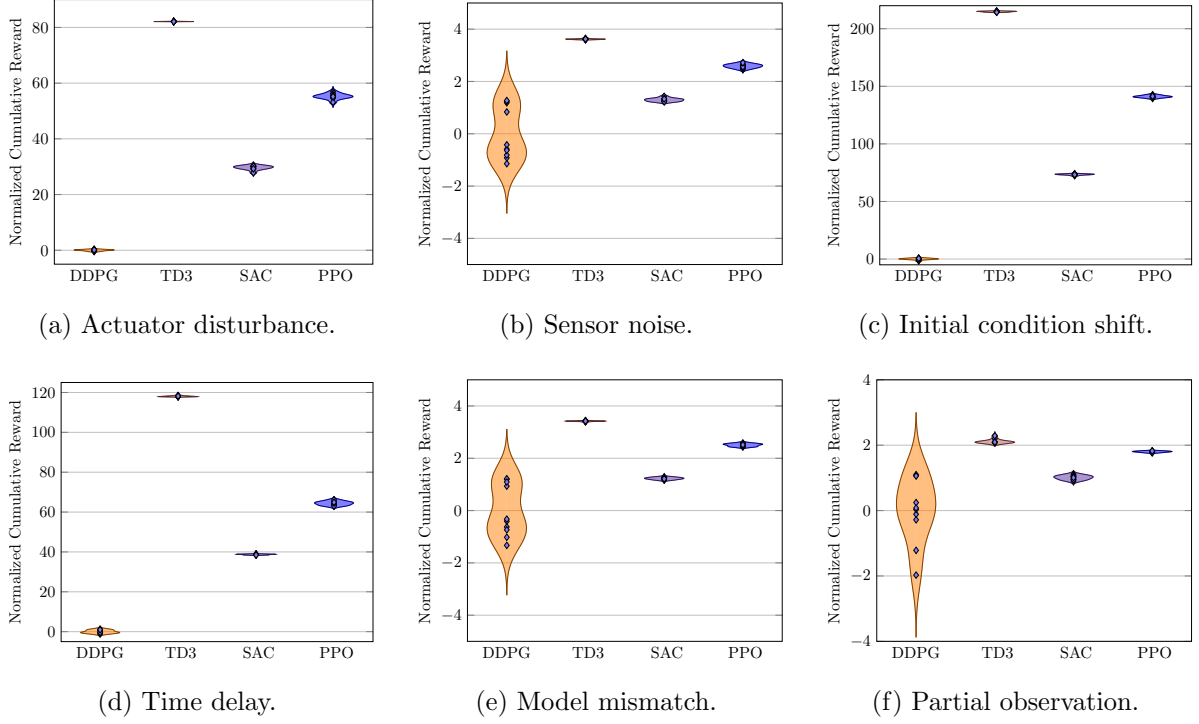 Normalized Cumulative Reward
80
60
40
20
0
DDPG TD3 SAC PPO
(a) Actuator disturbance.
Normalized Cumulative Reward
4
2
0
−2
−4
DDPG TD3 SAC PPO
(b) Sensor noise.
Normalized Cumulative Reward
200
150
100
50
0
DDPG TD3 SAC PPO
(c) Initial condition shift.
Normalized Cumulative Reward
120
100
80
60
40
20
0
DDPG TD3 SAC PPO
(d) Time delay.
Normalized Cumulative Reward
4
2
0
−2
−4
DDPG TD3 SAC PPO
(e) Model mismatch.
Normalized Cumulative Reward
4
2
0
−2
−4
DDPG TD3 SAC PPO
(f) Partial observation.